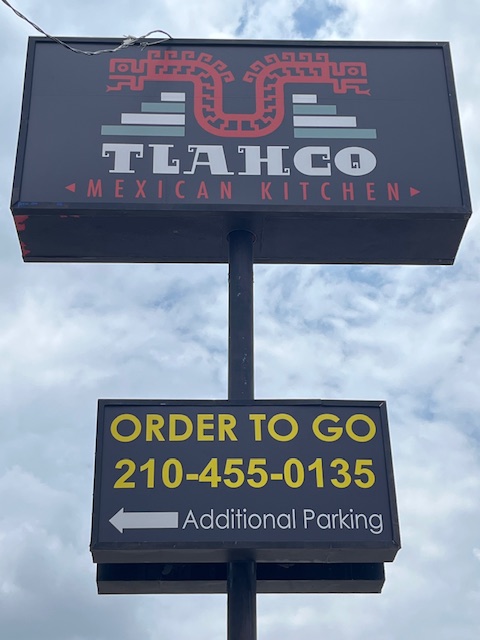 TLAHCO
MEXICAN KITCHEN
ORDER TO GO
210-455-0135
Additional Parking